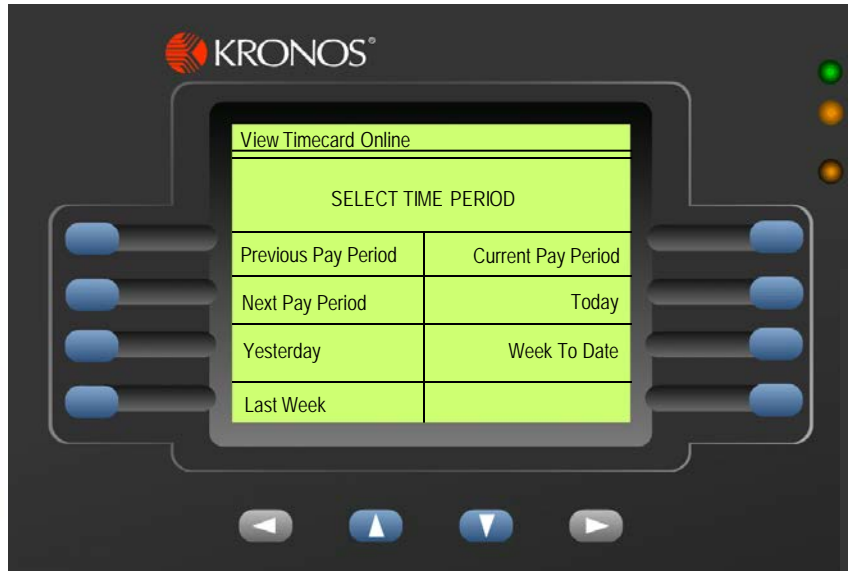 KRONOS®
View Timecard Online
SELECT TIME PERIOD
Previous Pay Period Current Pay Period
Next Pay Period Today
Yesterday Week To Date
Last Week